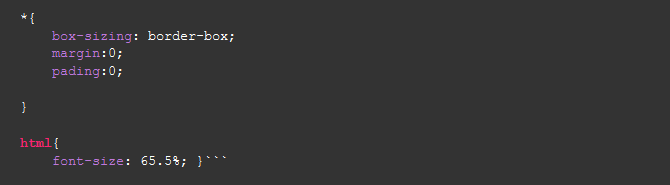 *{
box-sizing: border-box;
margin:0;
pading:0;
}
html{
font-size: 65.5%; }```